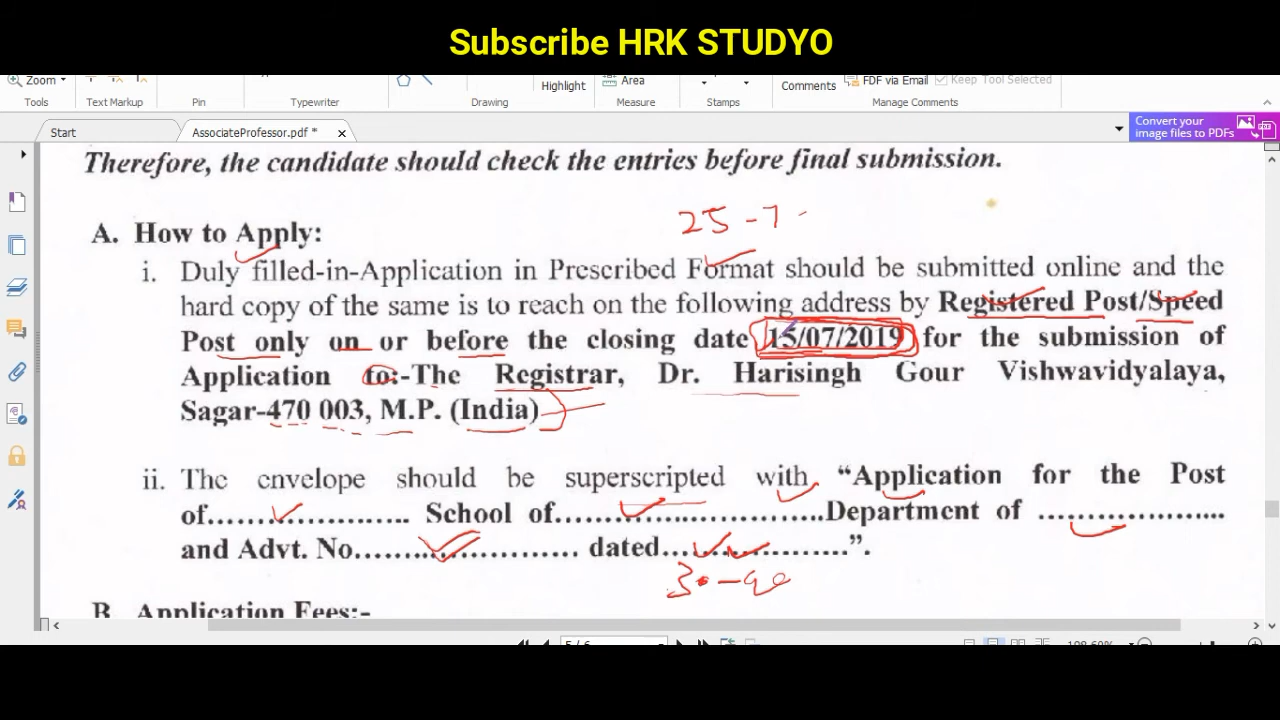 Subscribe HRK STUDYO
Zoom
Highlight
Area
Comments
PDF via Email
Keep Tool Selected
Tools
Text Markup
Pin
Typewriter
Drawing
Measure
Stamps
Manage Comments
Start
AssociateProfessor.pdf *
Convert your
image files to PDFs
Therefore, the candidate should check the entries before final submission.
25 - 7 -
A. How to Apply:
i. Duly filled-in-Application in Prescribed Format should be submitted online and the
hard copy of the same is to reach on the following address by Registered Post/Speed
Post only on or before the closing date 15/07/2019 for the submission of
Application to:-The Registrar, Dr. Harisingh Gour Vishwavidyalaya,
Sagar-470 003, M.P. (India)
ii. The envelope should be superscripted with “Application for the Post
of…………………….. School of…………………………..Department of …………………..
and Advt. No……………………… dated…………………..”.
B. Application Fees:-
5 / 6
108.60%